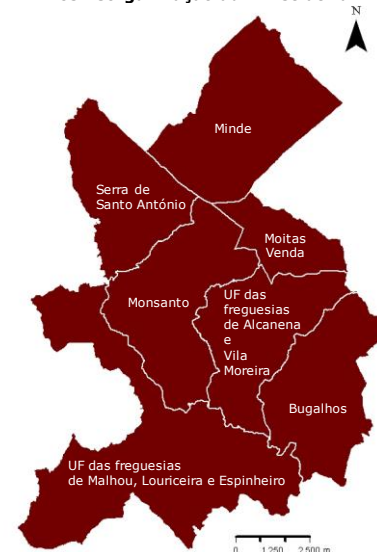 N
Minde
Serra de
Santo António
Moitas
Venda
Monsanto
UF das
freguesias
de Alcanena
e
Vila
Moreira
Bugalhos
UF das freguesias
de Malhou, Louriceira e Espinheiro
0 1.250 2.500 m